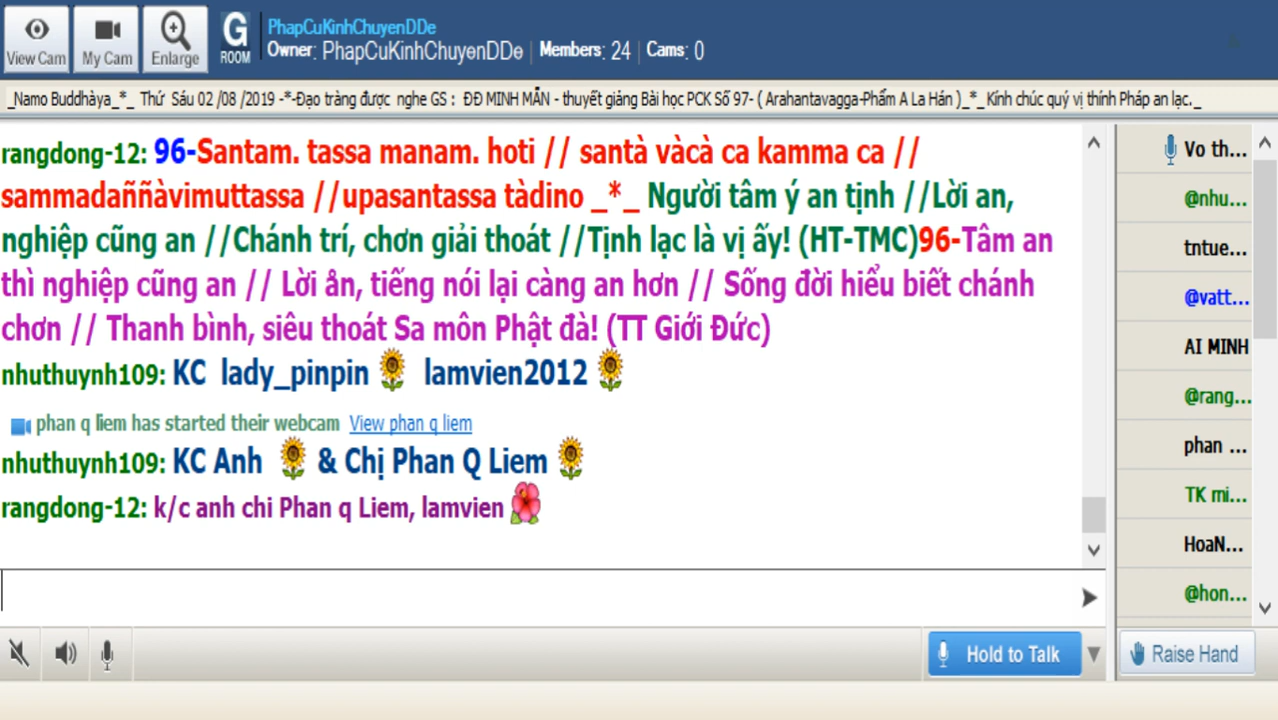 PhapCuKinhChuyenDDe
View Cam My Cam Enlarge G ROOM Owner: PhapCuKinhChuyenDDe | Members: 24 | Cams: 0
_Namo Buddhàya_*_ Thứ Sáu 02 /08 /2019 -*-Đạo tràng được nghe GS : ĐĐ MINH MẪN - thuyết giảng Bài học PCK Số 97- ( Arahantavagga-Phẩm A La Hán )_*_Kính chúc quý vị thính Pháp an lạc._
rangdong-12: 96-Santam. tassa manam. hoti // santà vàcà ca kamma ca //
sammadaññàvimuttassa //upasantassa tàdino _*_ Người tâm ý an tịnh //Lời an,
nghiệp cũng an //Chánh trí, chơn giải thoát //Tịnh lạc là vị ấy! (HT-TMC)96-Tâm an
thì nghiệp cũng an // Lời ån, tiếng nói lại càng an hơn // Sống đời hiểu biết chánh
chơn // Thanh bình, siêu thoát Sa môn Phật đà! (TT Giới Đức)
nhuthuynh109: KC lady_pinpin lamvien2012
phan q liem has started their webcam View phan q liem
nhuthuynh109: KC Anh & Chị Phan Q Liem
rangdong-12: k/c anh chi Phan q Liem, lamvien
Vo th...
@nhu...
tntue...
@vatt...
AI MINH
@rang...
phan ...
TK mi...
HoaN...
@hon...
Hold to Talk
Raise Hand